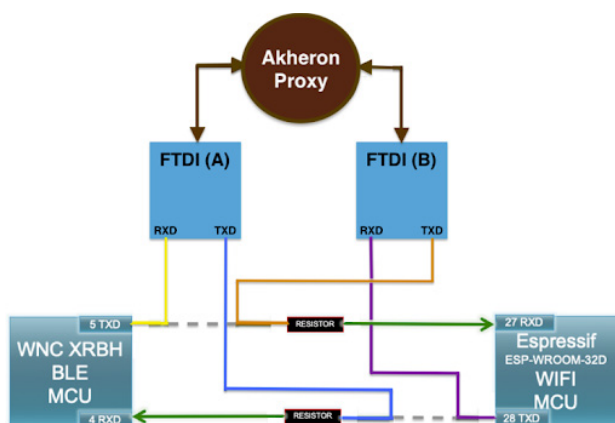 Akheron
Proxy
FTDI (A)
RXD TXD
FTDI (B)
RXD TXD
5 TXD
WNC XRBH
BLE
MCU
4 RXD
RESISTOR
RESISTOR
27 RXD
Espressif
ESP-WROOM-32D
WIFI
MCU
28 TXD